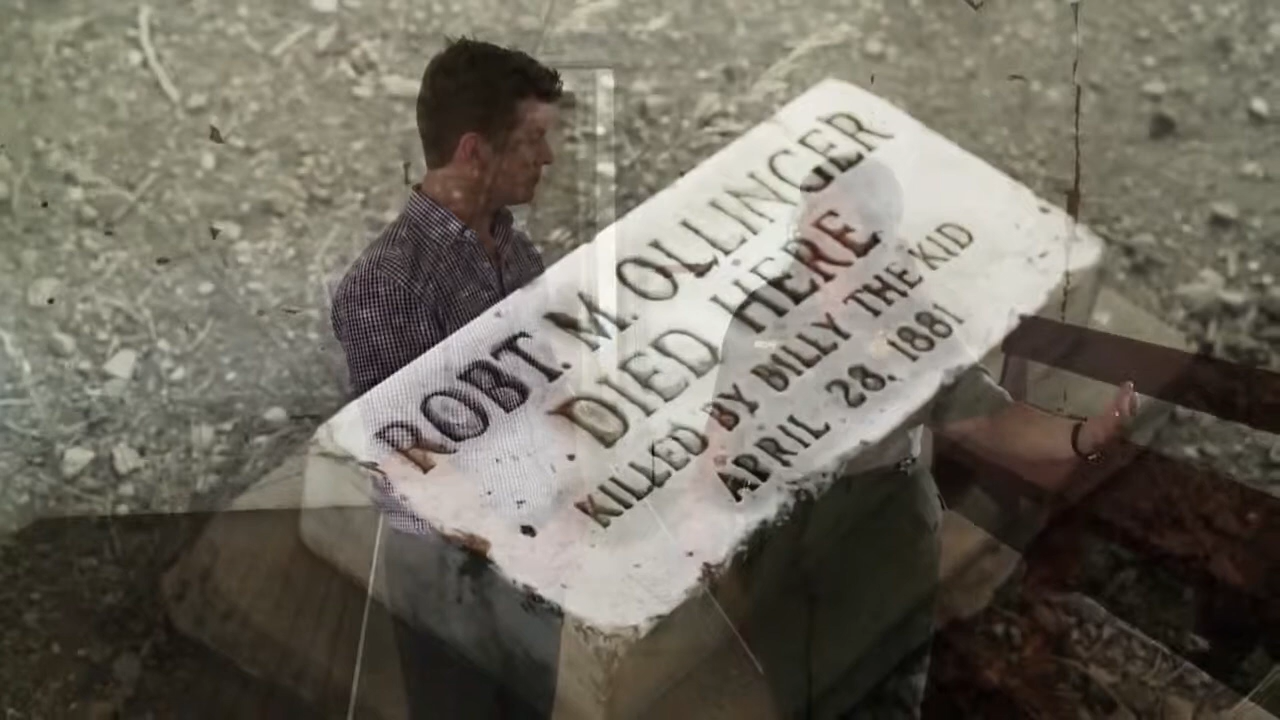 ROBT. M. OLLINGER
DIED HERE
KILLED BY BILLY THE KID
APRIL 28, 1881